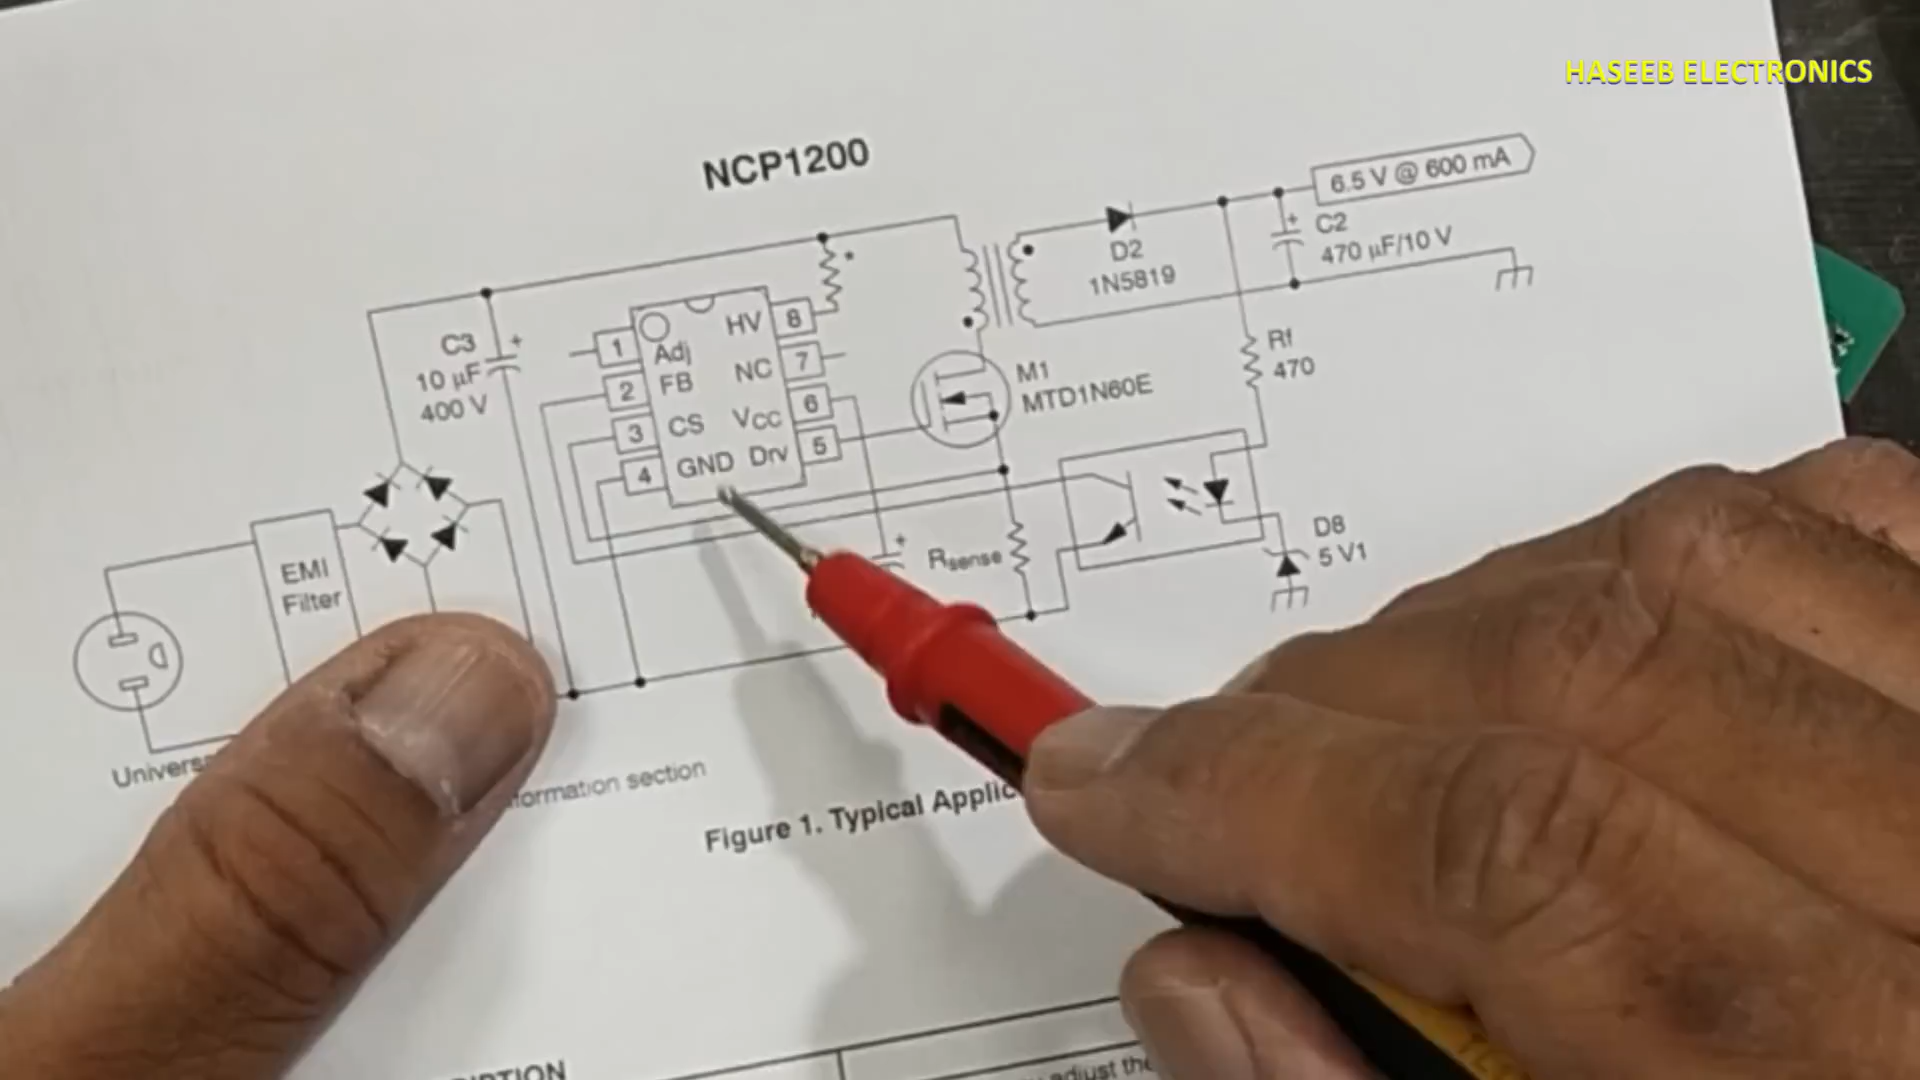 HASEEB ELECTRONICS
NCP1200
6.5 V @ 600 mA
C2
470 µF/10 V
D2
1N5819
C3
10 µF
400 V
1
Adj
2
FB
3
CS
4
GND
HV
8
NC
7
VCC
6
Drv
5
M1
MTD1N60E
Rf
470
Rsense
D8
5 V1
EMI
Filter
formation section
Figure 1. Typical
adjust the